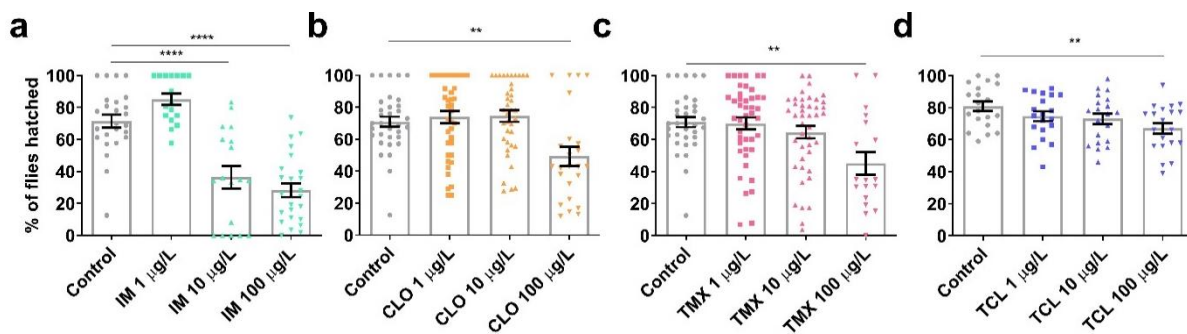 a
b
c
d
****
****
**
**
**
% of flies hatched
100
80
60
40
20
0
100
80
60
40
20
0
100
80
60
40
20
0
100
80
60
40
20
0
Control
IM 1 µg/L
IM 10 µg/L
IM 100 µg/L
Control
CLO 1 µg/L
CLO 10 µg/L
CLO 100 µg/L
Control
TMX 1 µg/L
TMX 10 µg/L
TMX 100 µg/L
Control
TCL 1 µg/L
TCL 10 µg/L
TCL 100 µg/L